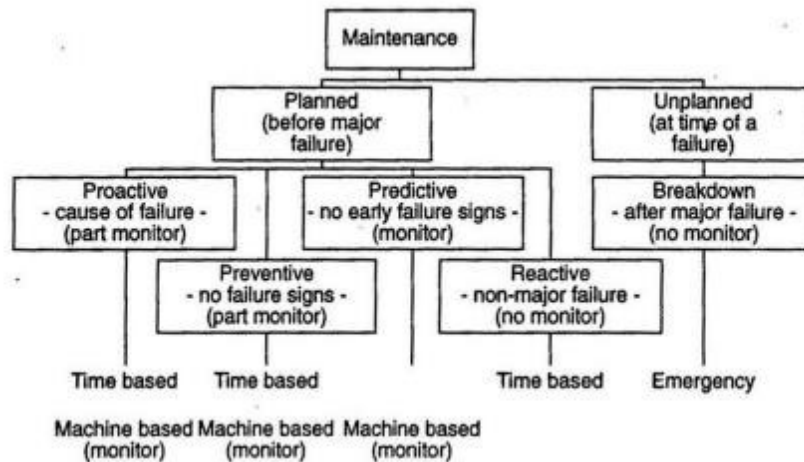 Maintenance
Planned
(before major
failure)
Unplanned
(at time of a
failure)
Proactive
- cause of failure -
(part monitor)
Predictive
- no early failure signs -
(monitor)
Breakdown
- after major failure -
(no monitor)
Preventive
- no failure signs -
(part monitor)
Reactive
- non-major failure -
(no monitor)
Time based
Time based
Time based
Emergency
Machine based
(monitor)
Machine based
(monitor)
Machine based
(monitor)